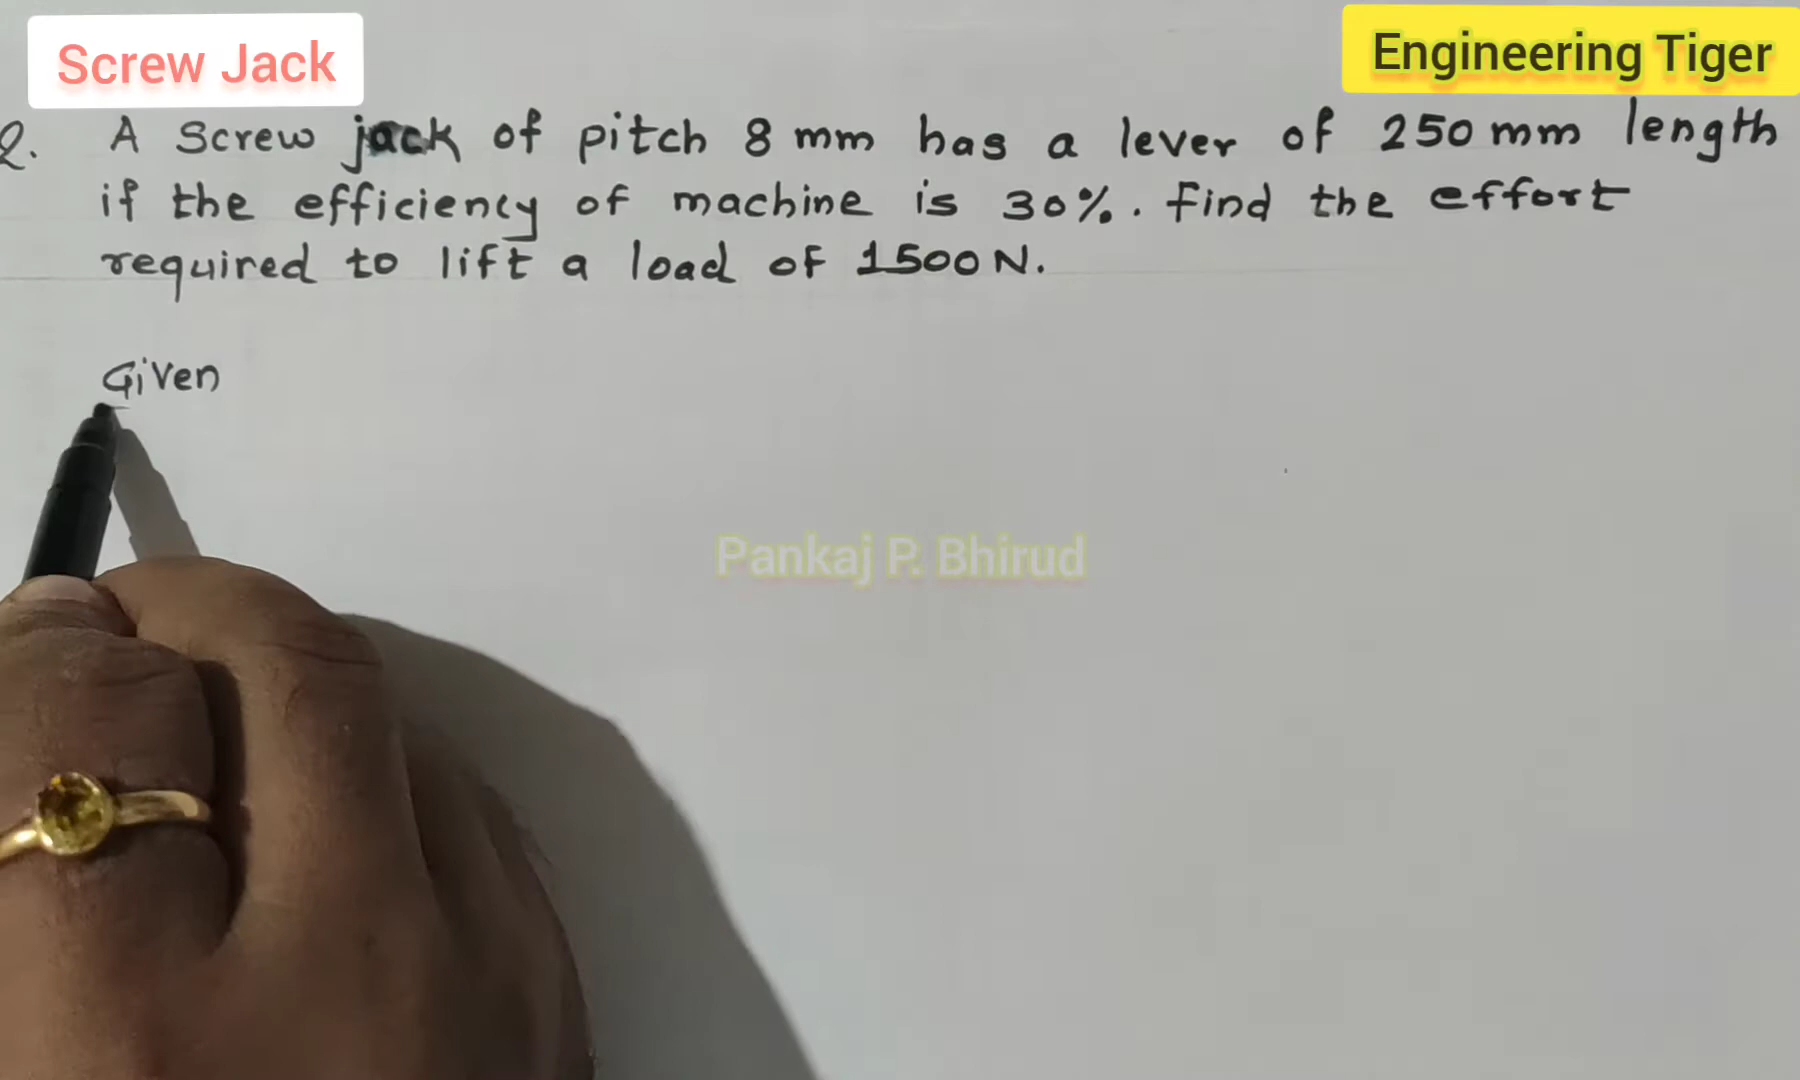 Screw Jack
Engineering Tiger
Q. A Screw jack of pitch 8 mm has a lever of 250 mm length
if the efficiency of machine is 30%. Find the effort
required to lift a load of 1500 N.
Given
Pankaj P. Bhirud